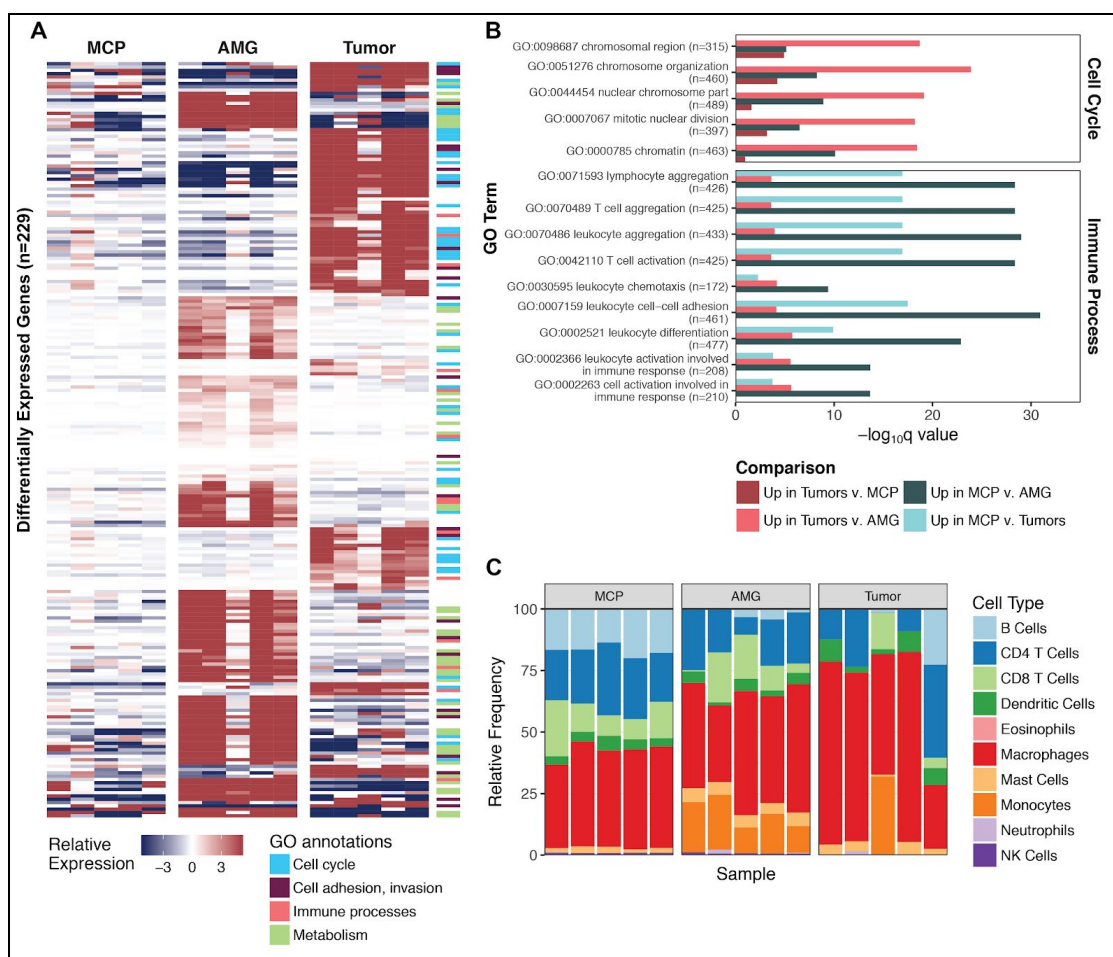 A
MCP AMG Tumor
Differentially Expressed Genes (n=229)
Relative
Expression
−3 0 3
GO annotations
Cell cycle
Cell adhesion, invasion
Immune processes
Metabolism
B
GO Term
GO:0098687 chromosomal region (n=315)
GO:0051276 chromosome organization
(n=460)
GO:0044454 nuclear chromosome part
(n=489)
GO:0007067 mitotic nuclear division
(n=397)
GO:0000785 chromatin (n=463)
GO:0071593 lymphocyte aggregation
(n=426)
GO:0070489 T cell aggregation (n=425)
GO:0070486 leukocyte aggregation (n=433)
GO:0042110 T cell activation (n=425)
GO:0030595 leukocyte chemotaxis (n=172)
GO:0007159 leukocyte cell−cell adhesion
(n=461)
GO:0002521 leukocyte differentiation
(n=477)
GO:0002366 leukocyte activation involved
in immune response (n=208)
GO:0002263 cell activation involved in
immune response (n=210)
Cell Cycle
Immune Process
0 10 20 30
−log10q value
Comparison
Up in Tumors v. MCP
Up in MCP v. AMG
Up in Tumors v. AMG
Up in MCP v. Tumors
C
MCP AMG Tumor
Relative Frequency
100
75
50
25
0
Sample
Cell Type
B Cells
CD4 T Cells
CD8 T Cells
Dendritic Cells
Eosinophils
Macrophages
Mast Cells
Monocytes
Neutrophils
NK Cells